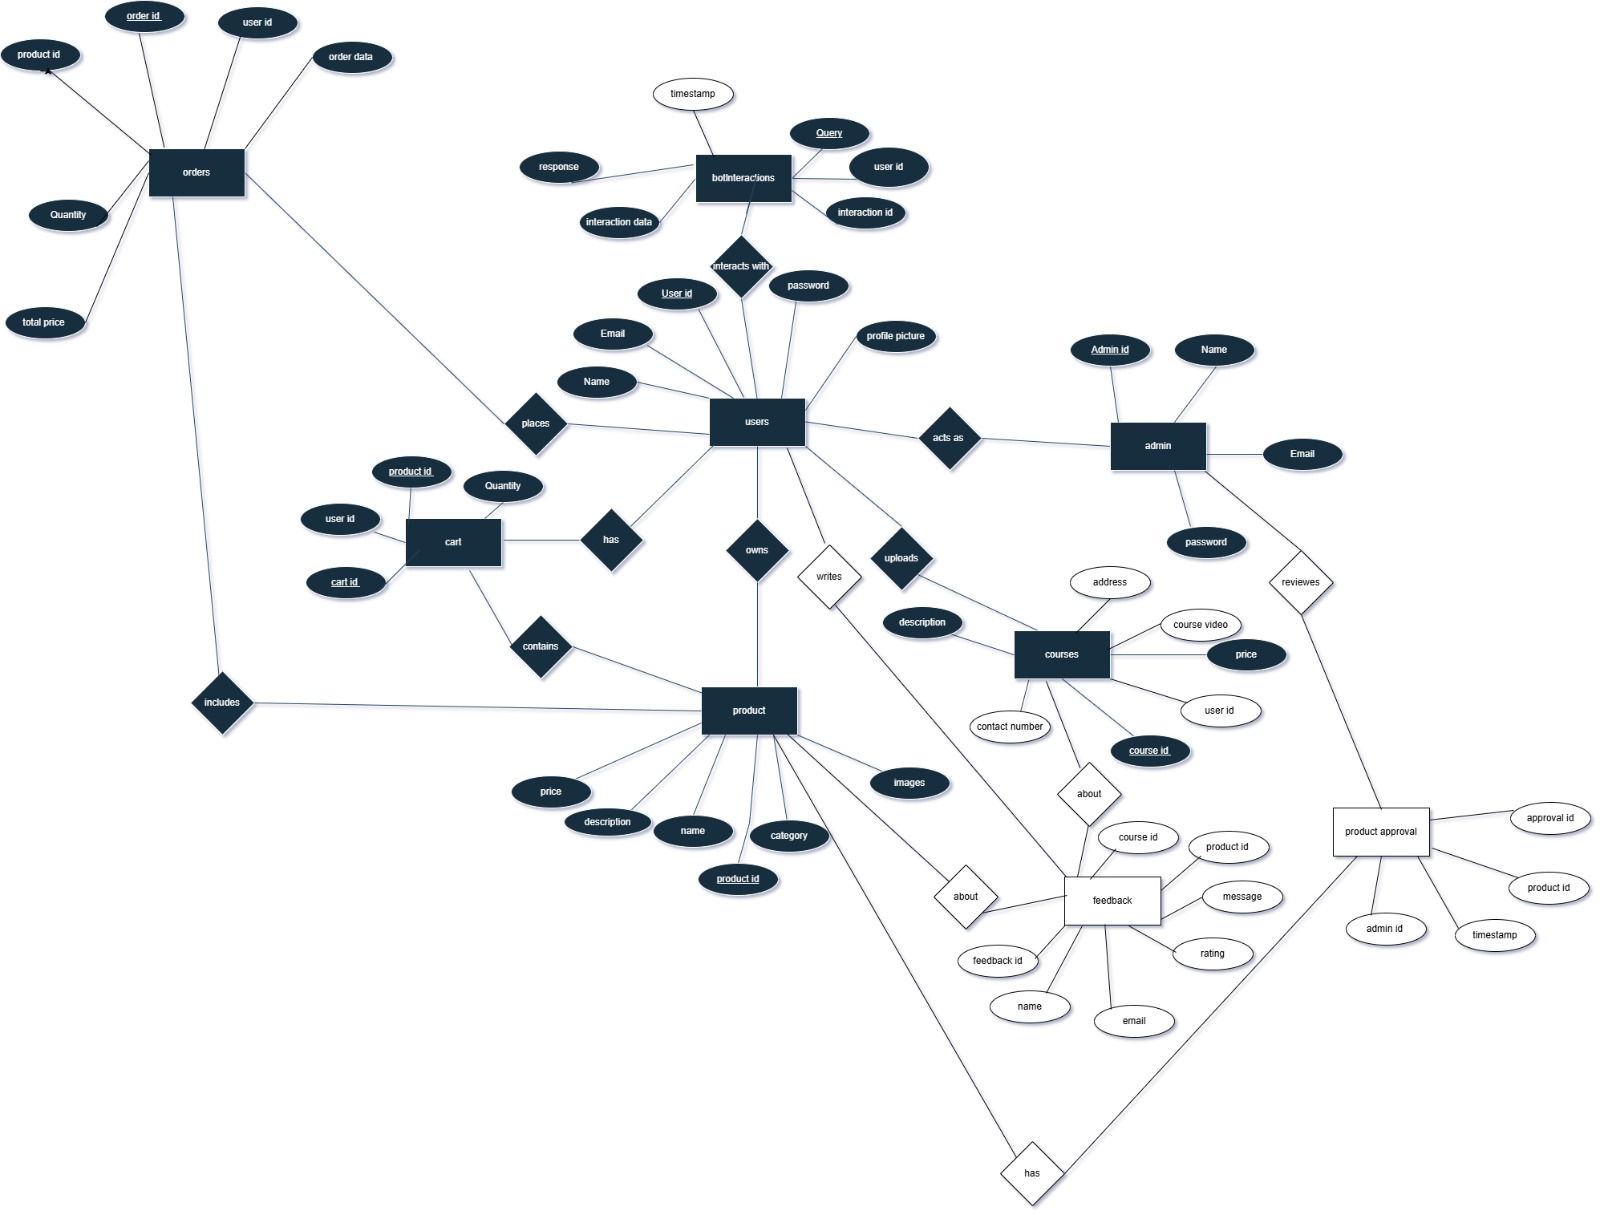 order id
user id
product id
order data
orders
Quantity
total price
timestamp
Query
response
user id
botInteractions
interaction data
interaction id
interacts with
User id
password
Email
profile picture
Name
users
places
acts as
Admin id
Name
admin
Email
password
product id
Quantity
user id
cart
cart id
has
owns
writes
uploads
reviewes
address
description
course video
courses
price
contact number
user id
course id
contains
includes
product
price
description
name
category
images
product id
about
about
course id
product id
feedback
message
feedback id
rating
name
email
product approval
approval id
product id
admin id
timestamp
has